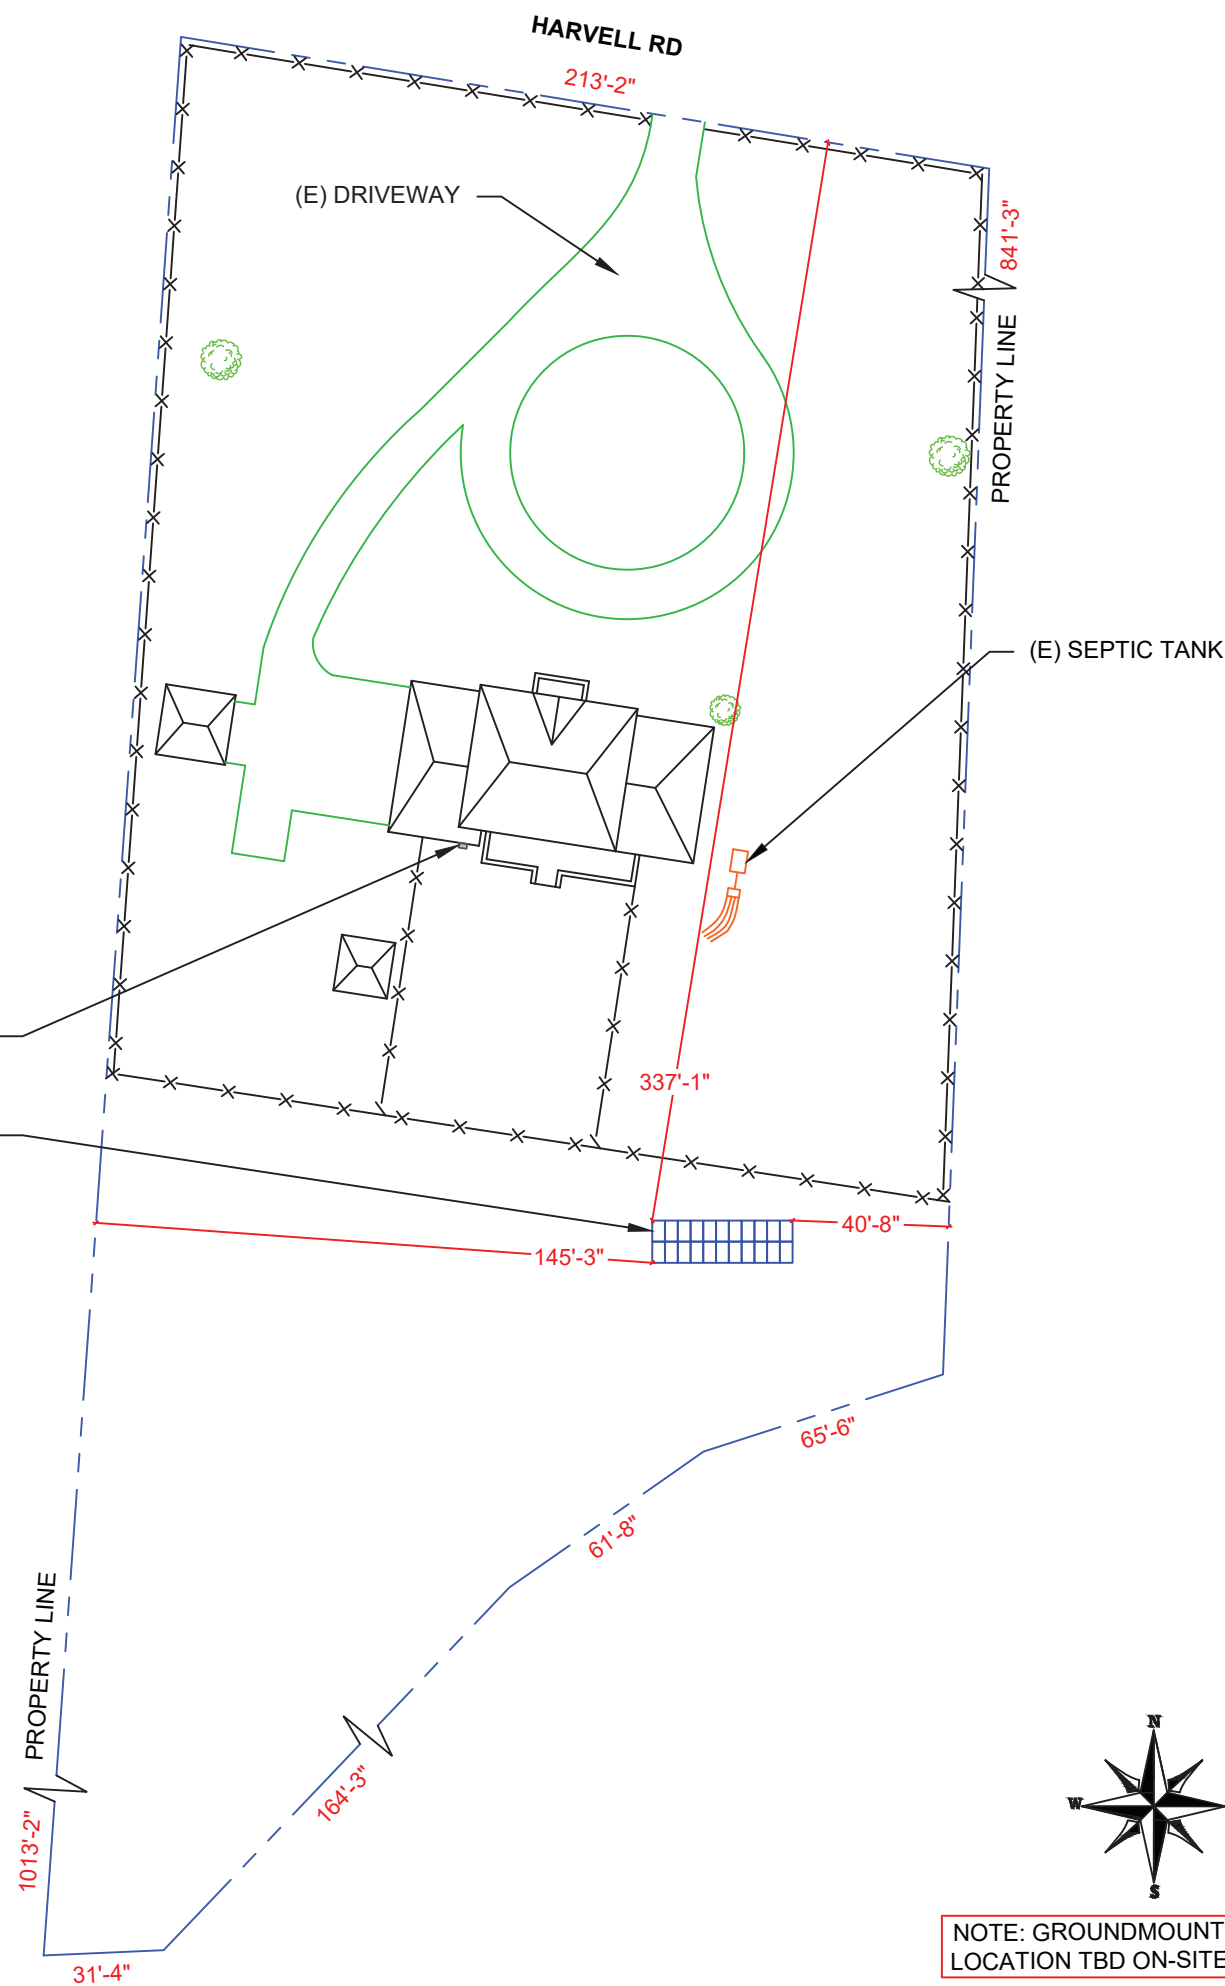 HARVELL RD
213'-2"
(E) DRIVEWAY
841'-3"
PROPERTY LINE
(E) SEPTIC TANK
337'-1"
40'-8"
145'-3"
65'-6"
61'-8"
PROPERTY LINE
164'-3"
1013'-2"
31'-4"
N
W
S
NOTE: GROUNDMOUNT
LOCATION TBD ON-SITE